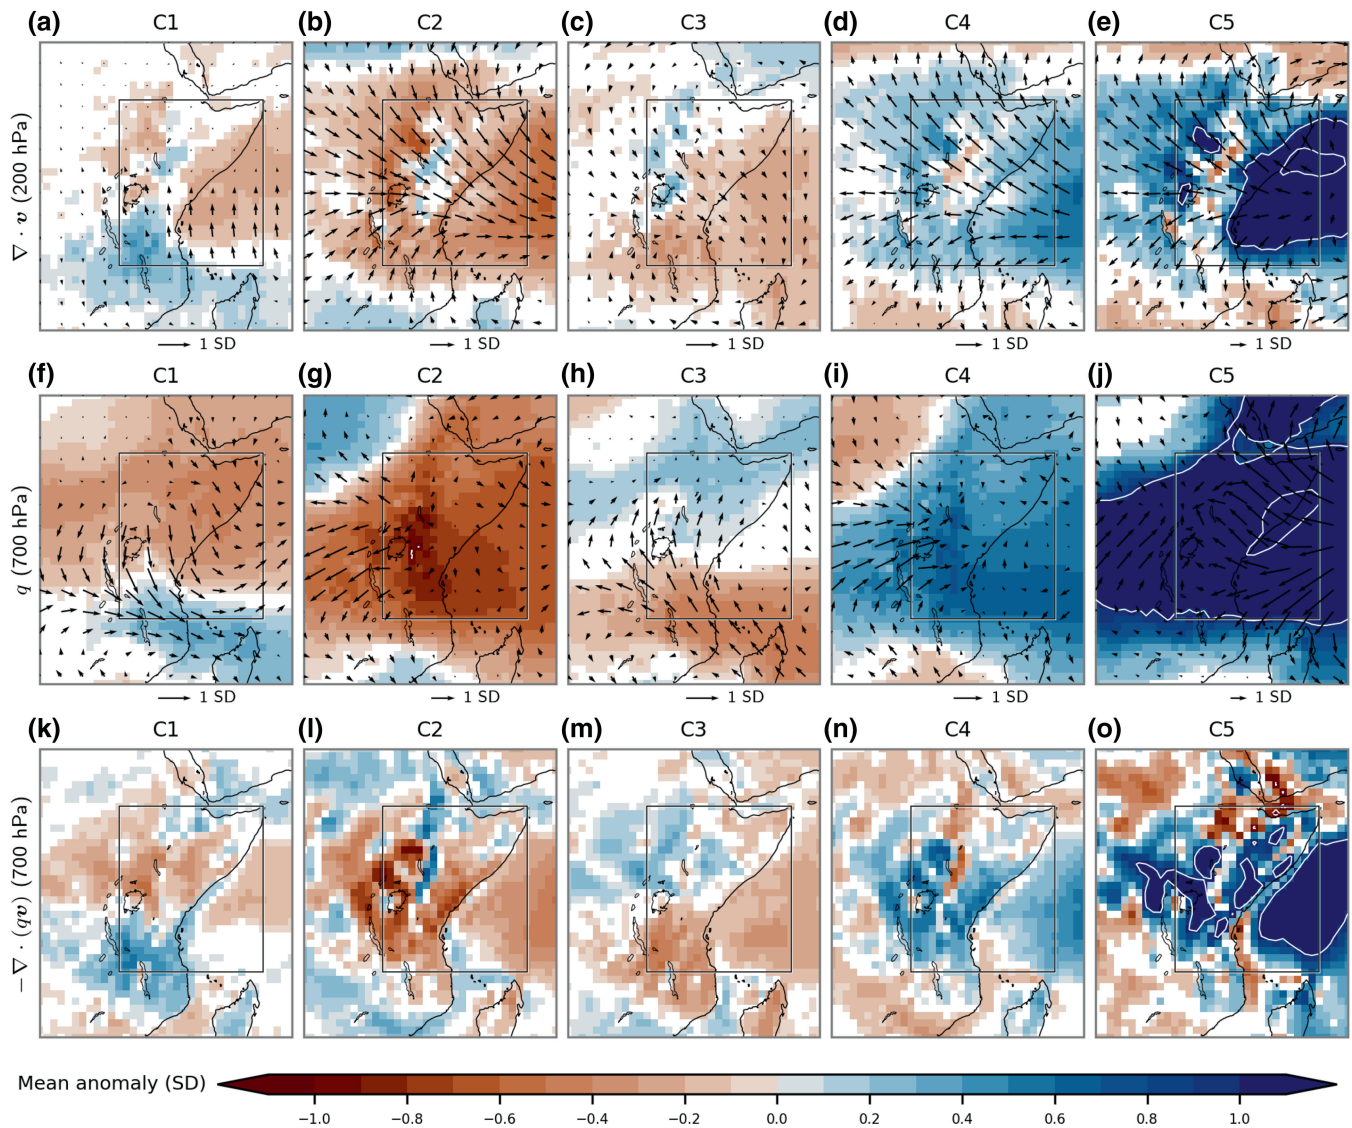 (a) C1 (b) C2 (c) C3 (d) C4 (e) C5
∇ · v (200 hPa)
1 SD 1 SD 1 SD 1 SD 1 SD
(f) C1 (g) C2 (h) C3 (i) C4 (j) C5
q (700 hPa)
1 SD 1 SD 1 SD 1 SD 1 SD
(k) C1 (l) C2 (m) C3 (n) C4 (o) C5
−∇ · (qv) (700 hPa)
Mean anomaly (SD)
−1.0 −0.8 −0.6 −0.4 −0.2 0.0 0.2 0.4 0.6 0.8 1.0